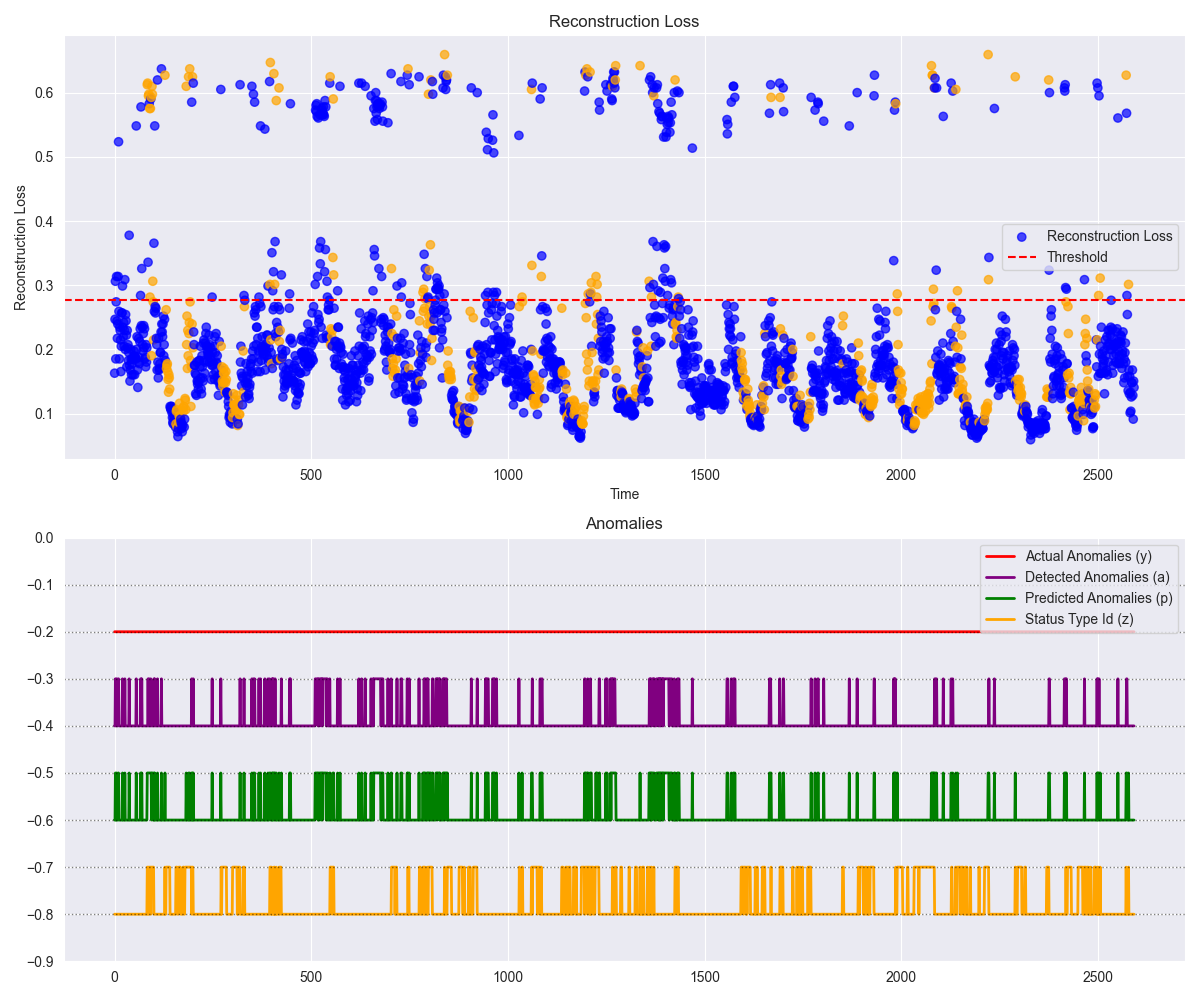 Reconstruction Loss
Reconstruction Loss
0.6
0.5
0.4
0.3
0.2
0.1
Reconstruction Loss
Threshold
0
500
1000
1500
2000
2500
Time
Anomalies
0.0
−0.1
−0.2
−0.3
−0.4
−0.5
−0.6
−0.7
−0.8
−0.9
Actual Anomalies (y)
Detected Anomalies (a)
Predicted Anomalies (p)
Status Type Id (z)
0
500
1000
1500
2000
2500